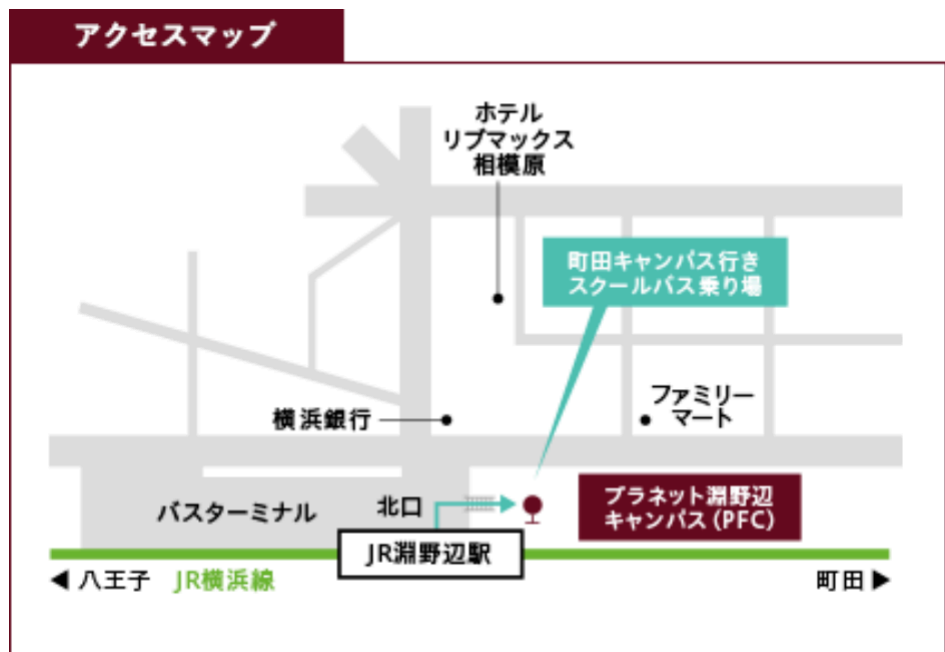 アクセスマップ
ホテル
リブマックス
相模原
町田キャンパス行き
スクールバス乗り場
ファミリー
マート
横浜銀行
プラネット淵野辺
キャンパス(PFC)
北口
バスターミナル
JR淵野辺駅
八王子
JR横浜線
町田